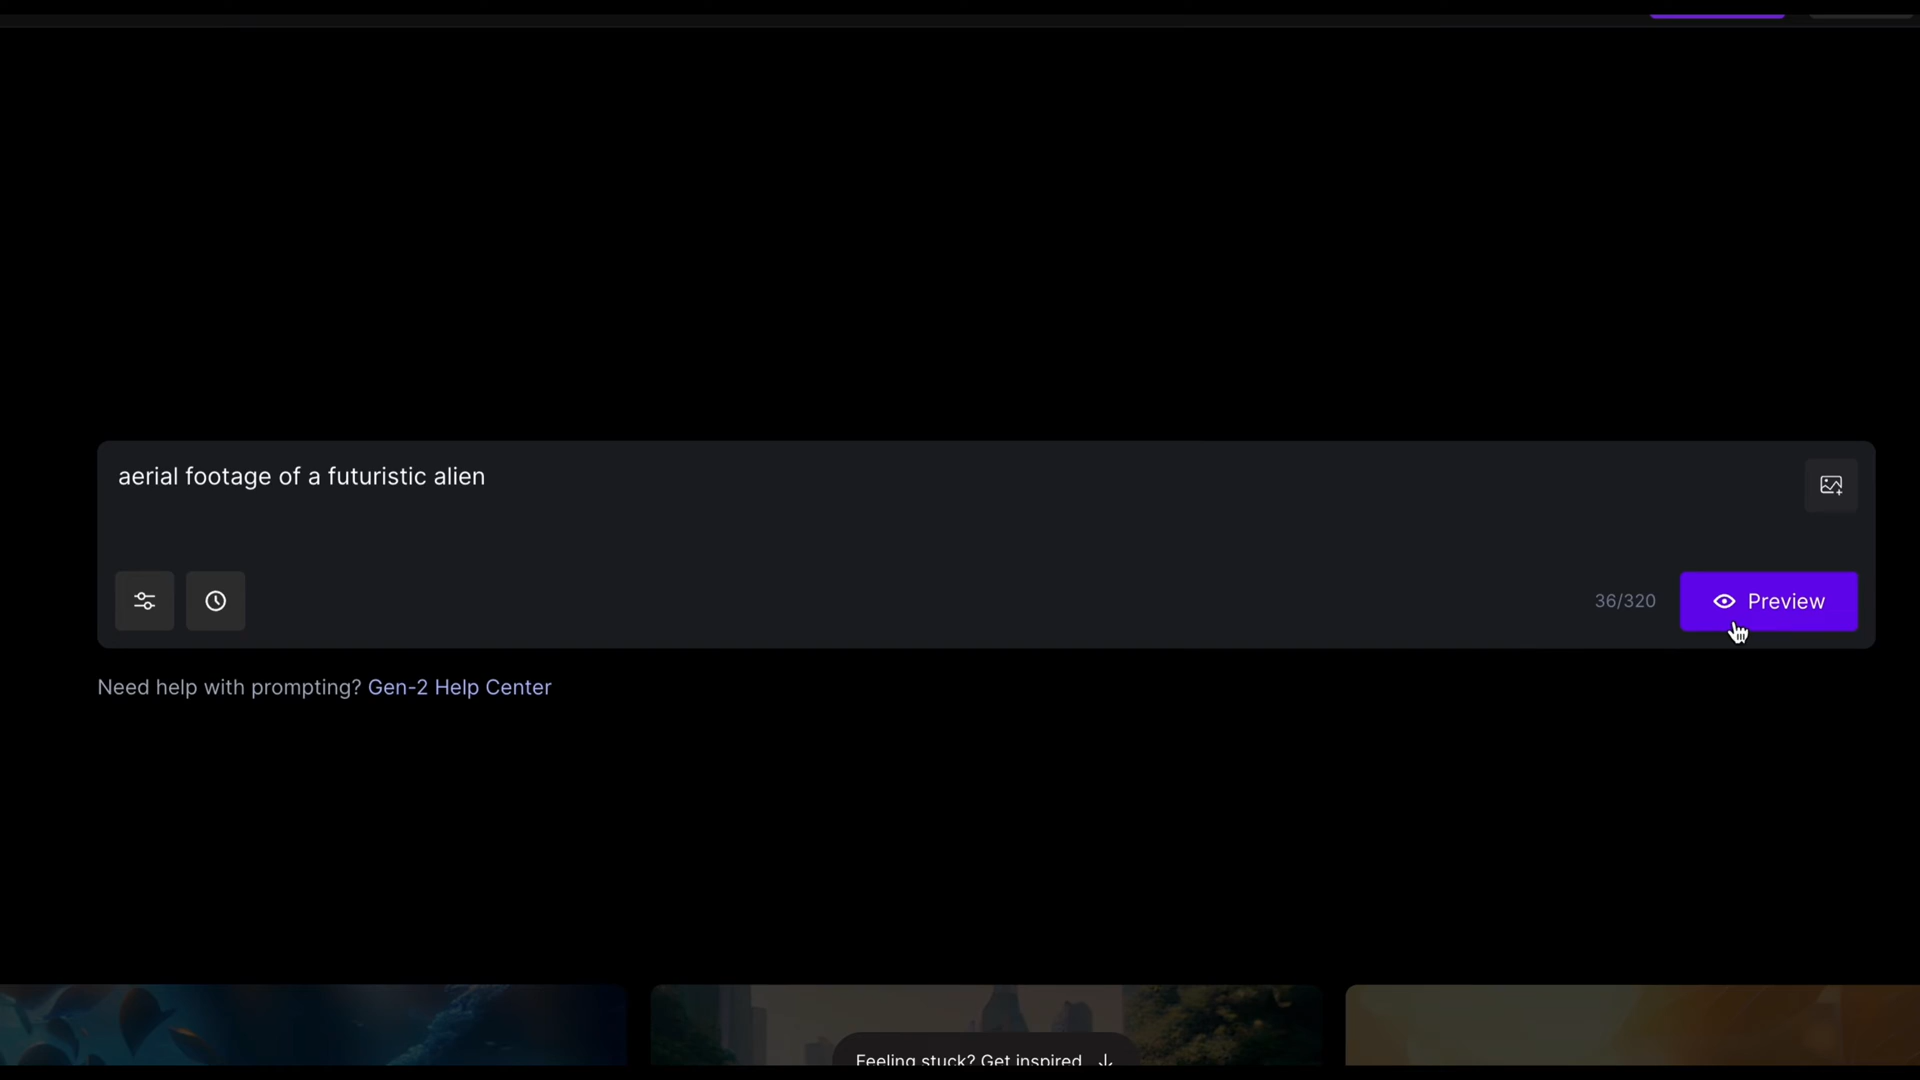 aerial footage of a futuristic alien
36/320
Preview
Need help with prompting? Gen-2 Help Center
Feeling stuck? Get inspired